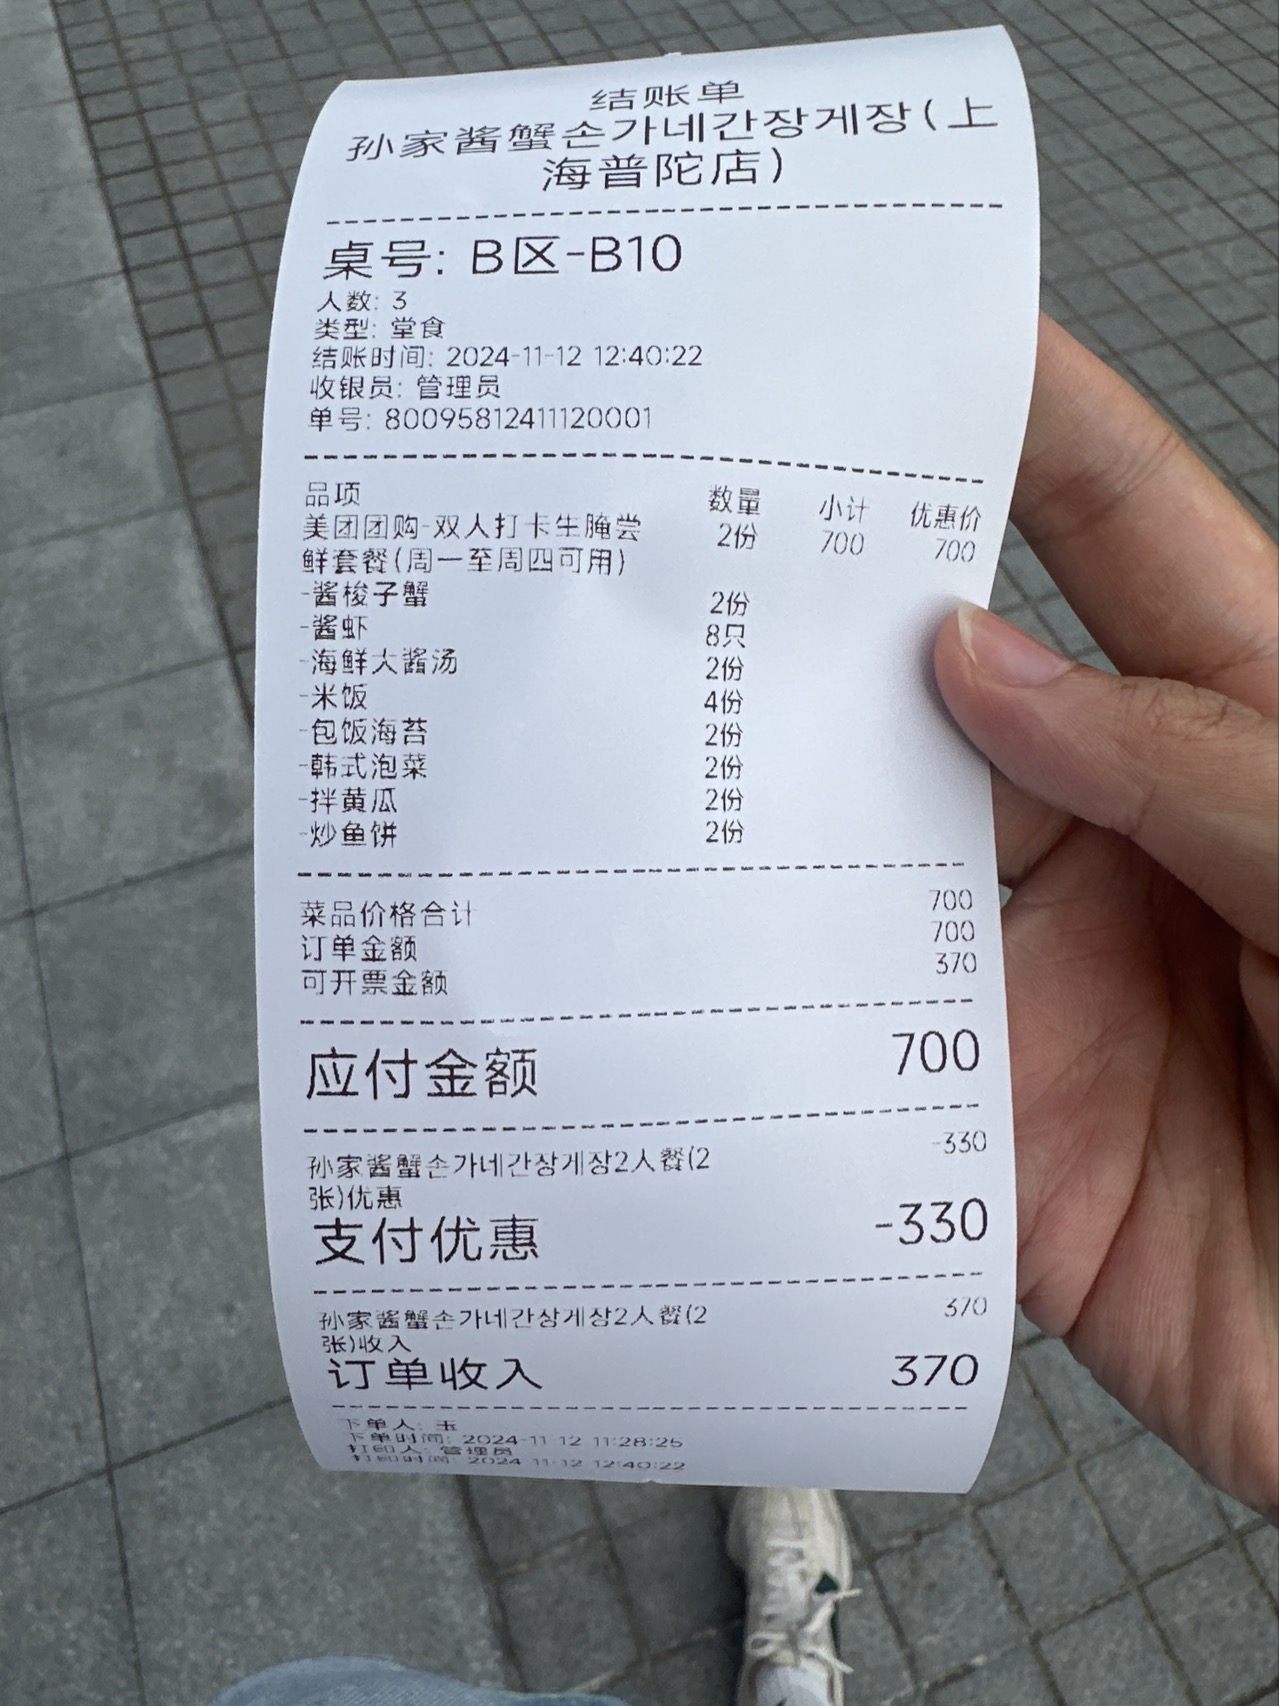 结账单
孙家酱蟹손가네간장게장(上
海普陀店)
桌号: B区-B10
人数: 3
类型: 堂食
结账时间: 2024-11-12 12:40:22
收银员: 管理员
单号: 80095812411120001
品项 数量 小计 优惠价
美团团购-双人打卡生腌尝 2份 700 700
鲜套餐(周一至周四可用)
-酱梭子蟹 2份
-酱虾 8只
-海鲜大酱汤 2份
-米饭 4份
-包饭海苔 2份
-韩式泡菜 2份
-拌黄瓜 2份
-炒鱼饼 2份
菜品价格合计 700
订单金额 700
可开票金额 370
应付金额 700
孙家酱蟹손가네간장게장2人餐(2 -330
张)优惠
支付优惠 -330
孙家酱蟹손가네간장게장2人餐(2 370
张)收入
订单收入 370
下单人: 玉
下单时间: 2024-11-12 11:28:25
打印人: 管理员
打印时间: 2024-11-12 12:40:22